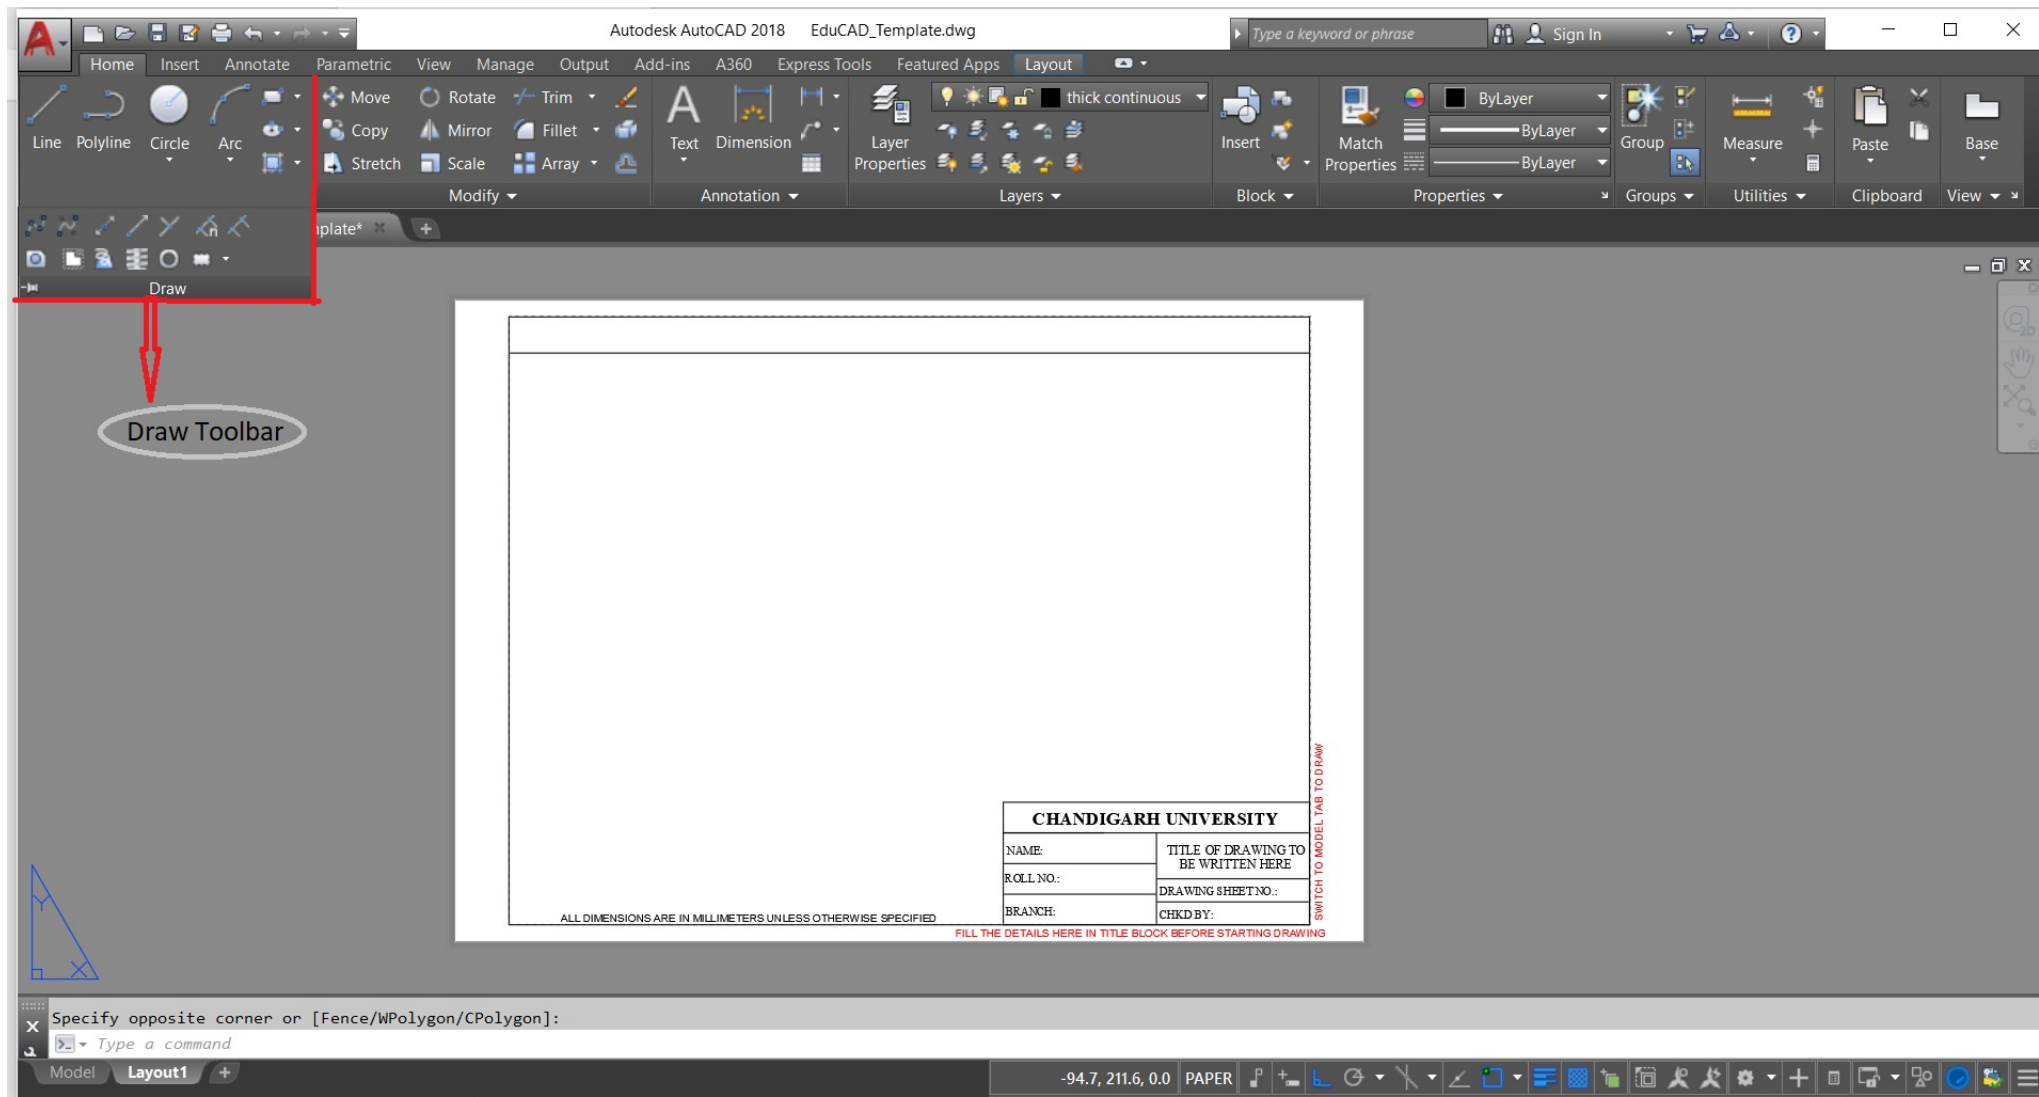 Autodesk AutoCAD 2018 EduCAD_Template.dwg
Type a keyword or phrase
Sign In
Home Insert Annotate Parametric View Manage Output Add-ins A360 Express Tools Featured Apps Layout
Line Polyline Circle Arc
Move Rotate Trim
Copy Mirror Fillet
Stretch Scale Array
Text Dimension
Layer Properties
thick continuous
Insert
Match Properties
ByLayer
ByLayer
ByLayer
Group
Measure
Paste
Base
Modify Annotation Layers Block Properties Groups Utilities Clipboard View
mplate*
Draw
Draw Toolbar
2D
CHANDIGARH UNIVERSITY
NAME:
TITLE OF DRAWING TO
BE WRITTEN HERE
ROLL NO.:
DRAWING SHEET NO.:
BRANCH:
CHKD BY:
ALL DIMENSIONS ARE IN MILLIMETERS UNLESS OTHERWISE SPECIFIED
FILL THE DETAILS HERE IN TITLE BLOCK BEFORE STARTING DRAWING
SWITCH TO MODEL TAB TO DRAW
Y
X
Specify opposite corner or [Fence/WPolygon/CPolygon]:
Type a command
Model Layout1 +
-94.7, 211.6, 0.0 PAPER